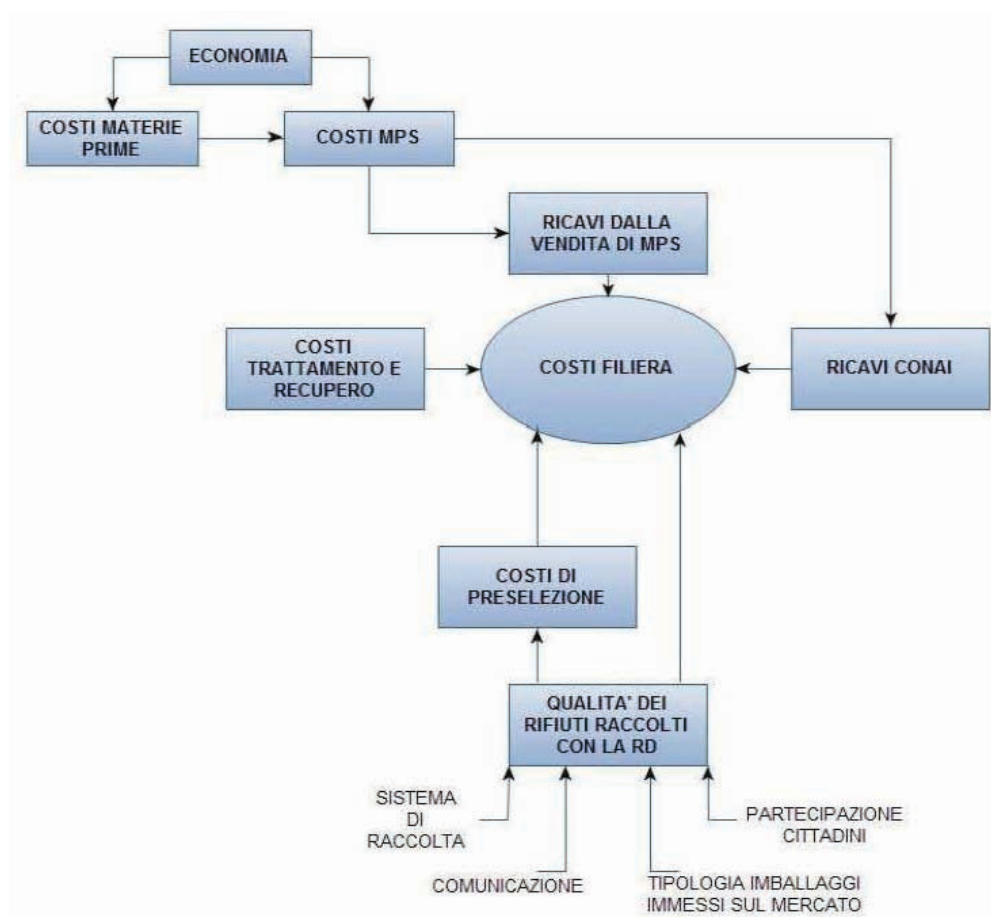 ECONOMIA
COSTI MATERIE
PRIME
COSTI MPS
RICAVI DALLA
VENDITA DI MPS
COSTI
TRATTAMENTO E
RECUPERO
COSTI FILIERA
RICAVI CONAI
COSTI DI
PRESELEZIONE
QUALITA' DEI
RIFIUTI RACCOLTI
CON LA RD
SISTEMA
DI
RACCOLTA
PARTECIPAZIONE
CITTADINI
COMUNICAZIONE
TIPOLOGIA IMBALLAGGI
IMMESSI SUL MERCATO